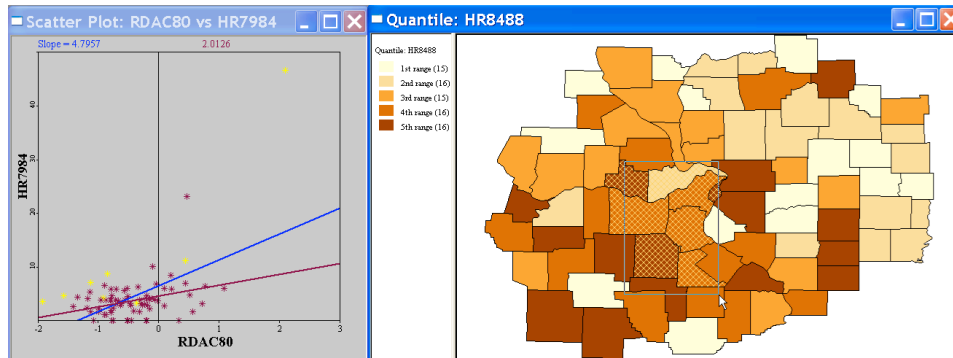 Scatter Plot: RDAC80 vs HR7984
Slope = 4.7957 2.0126
HR7984
40
30
20
10
-2 -1 0 1 2 3
RDAC80
Quantile: HR8488
Quantile: HR8488
1st range (15)
2nd range (16)
3rd range (15)
4th range (16)
5th range (16)